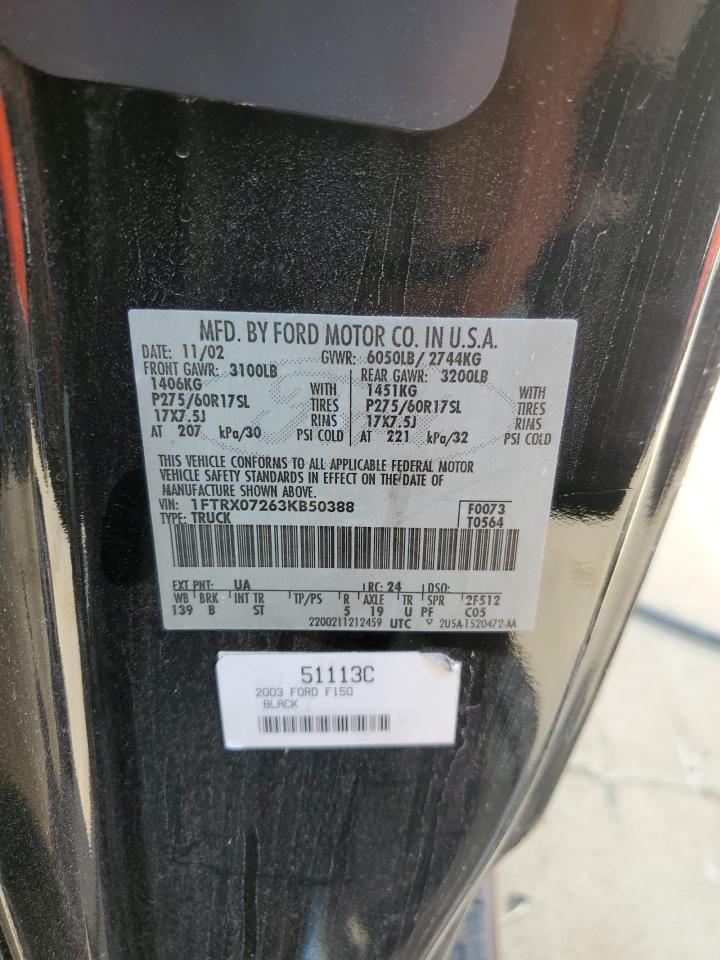 MFD. BY FORD MOTOR CO. IN U.S.A.
DATE: 11/02 GVWR: 6050LB/ 2744KG
FRONT GAWR: 3100LB REAR GAWR: 3200LB
1406KG WITH 1451KG WITH
P275/60R17SL TIRES P275/60R17SL TIRES
17X7.5J RIMS 17X7.5J RIMS
AT 207 kPa/30 PSI COLD AT 221 kPa/32 PSI COLD
THIS VEHICLE CONFORMS TO ALL APPLICABLE FEDERAL MOTOR
VEHICLE SAFETY STANDARDS IN EFFECT ON THE DATE OF
MANUFACTURE SHOWN ABOVE.
VIN: 1FTRX07263KB50388 F0073
TYPE: TRUCK T0564
EXT PNT: UA RC: 24 DSO:
WB BRK INT TR TP/PS R AXLE TR SPR 2F512
139 B ST 5 19 U PF C05
2200211212459 UTC ▽ 2U5A-1520472-AA
51113C
2003 FORD F150
BLACK